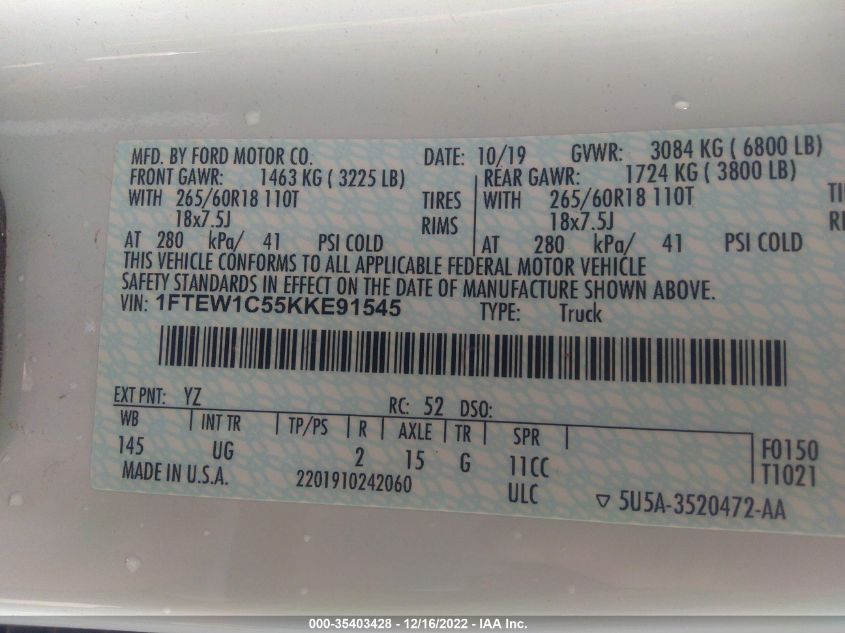 MFD. BY FORD MOTOR CO. DATE: 10/19 GVWR: 3084 KG ( 6800 LB)
FRONT GAWR: 1463 KG ( 3225 LB) REAR GAWR: 1724 KG ( 3800 LB)
WITH 265/60R18 110T TIRES WITH 265/60R18 110T
18x7.5J RIMS 18x7.5J
AT 280 kPa/ 41 PSI COLD AT 280 kPa/ 41 PSI COLD
THIS VEHICLE CONFORMS TO ALL APPLICABLE FEDERAL MOTOR VEHICLE
SAFETY STANDARDS IN EFFECT ON THE DATE OF MANUFACTURE SHOWN ABOVE.
VIN: 1FTEW1C55KKE91545 TYPE: Truck
EXT PNT: YZ RC: 52 DSO:
WB INT TR TP/PS R AXLE TR SPR F0150
145 UG 2 15 G 11CC T1021
MADE IN U.S.A. 2201910242060 ULC ▽ 5U5A-3520472-AA
000-35403428 - 12/16/2022 - IAA Inc.